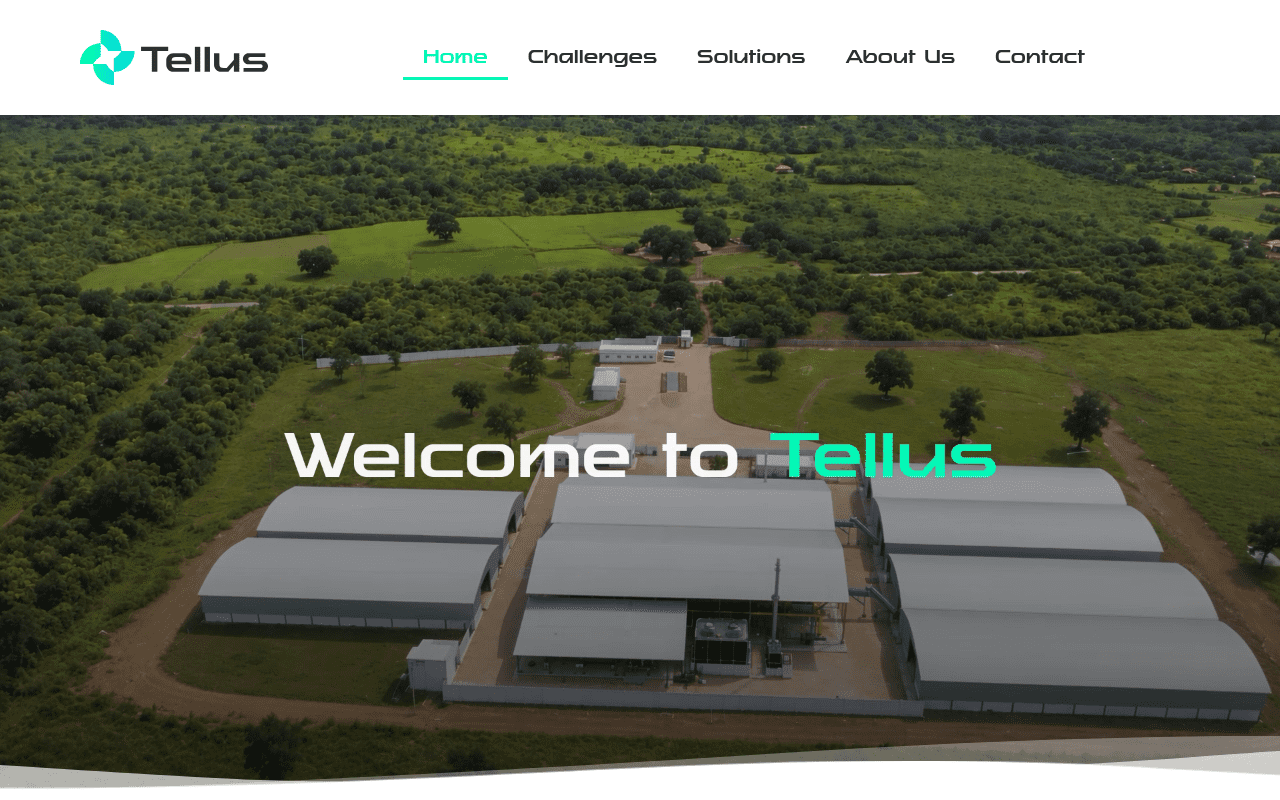 Tellus
Home
Challenges
Solutions
About Us
Contact
Welcome to Tellus